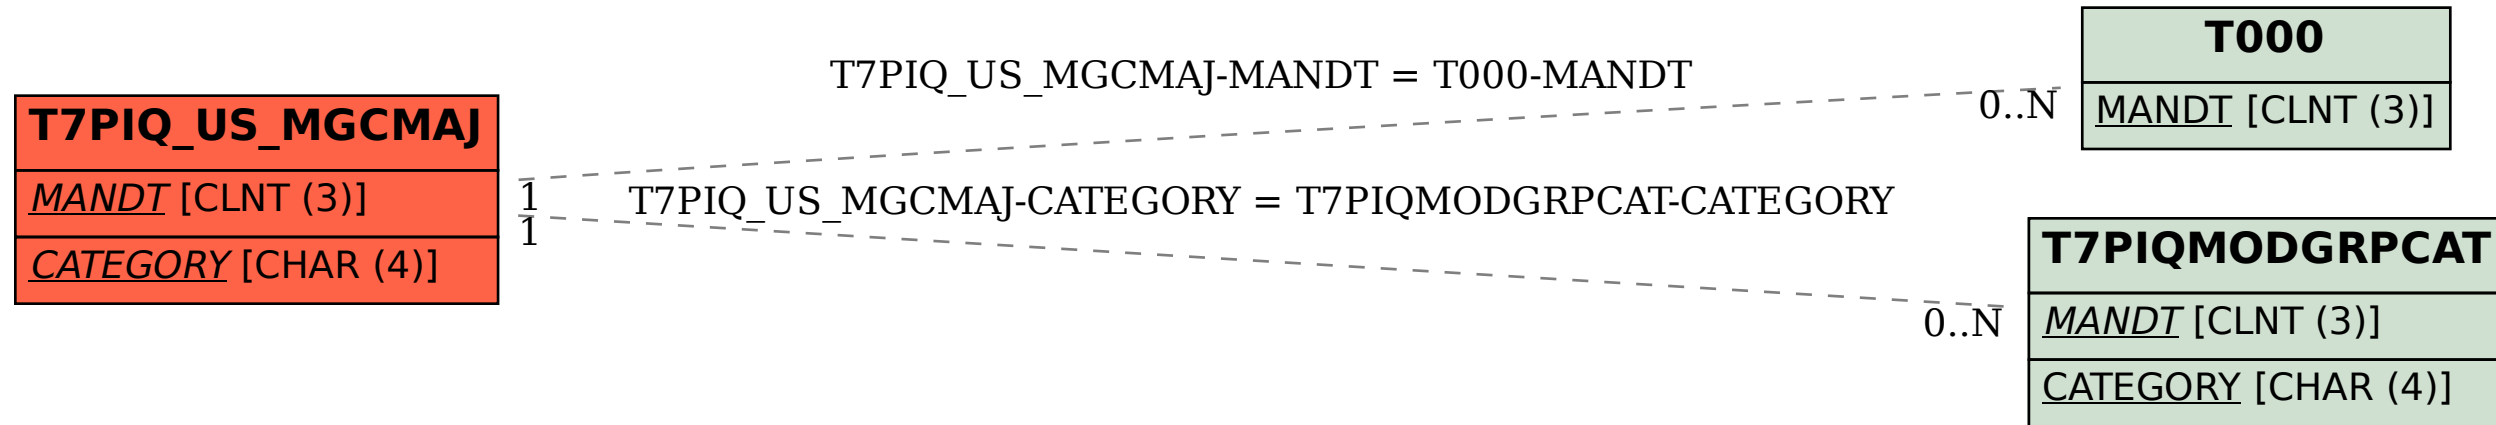 T7PIQ_US_MGCMAJ
MANDT [CLNT (3)]
CATEGORY [CHAR (4)]
T7PIQ_US_MGCMAJ-MANDT = T000-MANDT
1
0..N
T7PIQ_US_MGCMAJ-CATEGORY = T7PIQMODGRPCAT-CATEGORY
1
0..N
T000
MANDT [CLNT (3)]
T7PIQMODGRPCAT
MANDT [CLNT (3)]
CATEGORY [CHAR (4)]